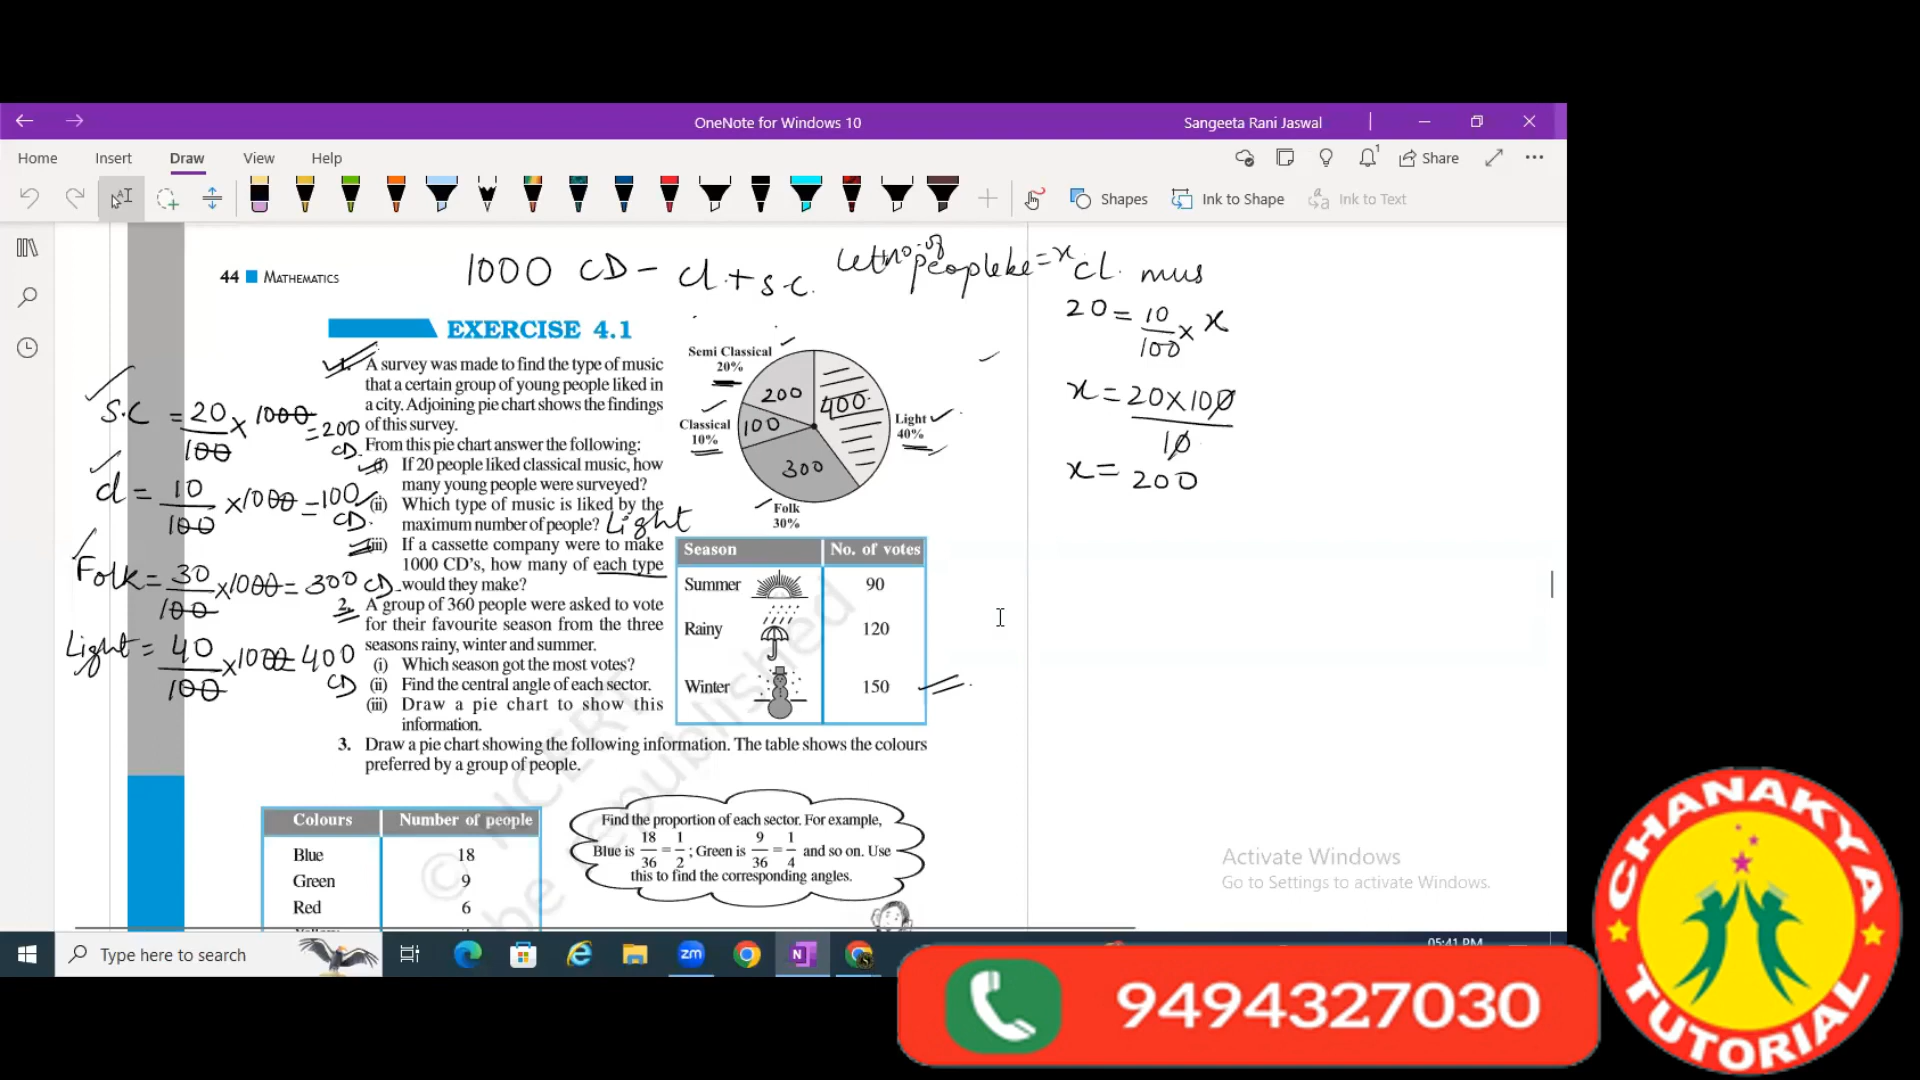 OneNote for Windows 10
Sangeeta Rani Jaswal
Home Insert Draw View Help
Share
Shapes Ink to Shape Ink to Text
44 MATHEMATICS
1000 CD - cl. + s.c.
Let no. of people be = x
cl. mus
20 = 10/100 × x
x = 20 × 100
10
x = 200
EXERCISE 4.1
1. A survey was made to find the type of music
that a certain group of young people liked in
a city. Adjoining pie chart shows the findings
of this survey.
From this pie chart answer the following:
(i) If 20 people liked classical music, how
many young people were surveyed?
(ii) Which type of music is liked by the
maximum number of people? Light
(iii) If a cassette company were to make
1000 CD's, how many of each type
would they make?
Semi Classical
20%
200
400
Classical
10%
100
Light
40%
300
Folk
30%
S.C = 20/100 × 1000 = 200 CD
cl = 10/100 × 1000 = 100 CD.
Folk = 30/100 × 1000 = 300 CD
Light = 40/100 × 1000 = 400 CD
2. A group of 360 people were asked to vote
for their favourite season from the three
seasons rainy, winter and summer.
(i) Which season got the most votes?
(ii) Find the central angle of each sector.
(iii) Draw a pie chart to show this
information.
Season No. of votes
Summer 90
Rainy 120
Winter 150
3. Draw a pie chart showing the following information. The table shows the colours
preferred by a group of people.
Colours Number of people
Blue 18
Green 9
Red 6
Find the proportion of each sector. For example,
Blue is 18/36 = 1/2 ; Green is 9/36 = 1/4 and so on. Use
this to find the corresponding angles.
© NCERT
be republished
Activate Windows
Go to Settings to activate Windows.
Type here to search
zm
N
05:41 PM
9494327030
CHANAKYA
TUTORIAL